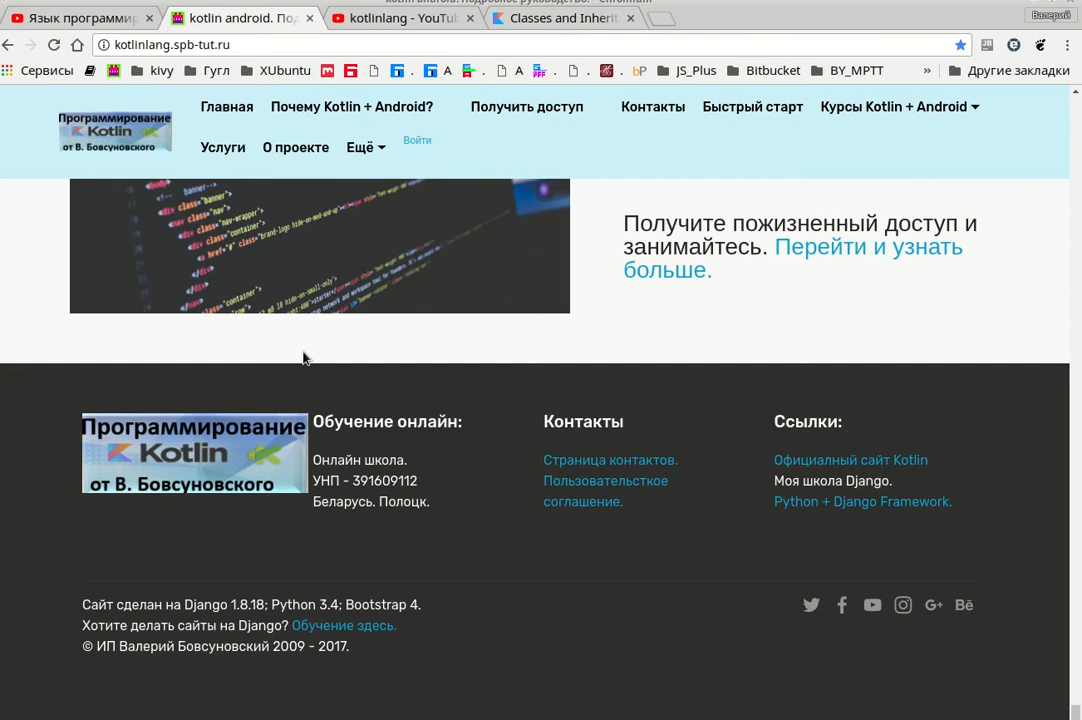 Язык программир
kotlin android. По
kotlinlang - YouTu
Classes and Inherit
Валерий
kotlinlang.spb-tut.ru
Сервисы
kivy
Гугл
XUbuntu
.
.
A
.
A
.
.
.
bP
JS_Plus
Bitbucket
BY_MPTT
»
Другие закладки
Программирование
Kotlin
от В. Бовсуновского
Главная Почему Kotlin + Android? Получить доступ Контакты Быстрый старт Курсы Kotlin + Android
Услуги О проекте Ещё Войти
Получите пожизненный доступ и
занимайтесь. Перейти и узнать
больше.
Программирование
Kotlin
от В. Бовсуновского
Обучение онлайн:
Онлайн школа.
УНП - 391609112
Беларусь. Полоцк.
Контакты
Страница контактов.
Пользовательсткое
соглашение.
Ссылки:
Официалный сайт Kotlin
Моя школа Django.
Python + Django Framework.
Сайт сделан на Django 1.8.18; Python 3.4; Bootstrap 4.
Хотите делать сайты на Django? Обучение здесь.
© ИП Валерий Бовсуновский 2009 - 2017.